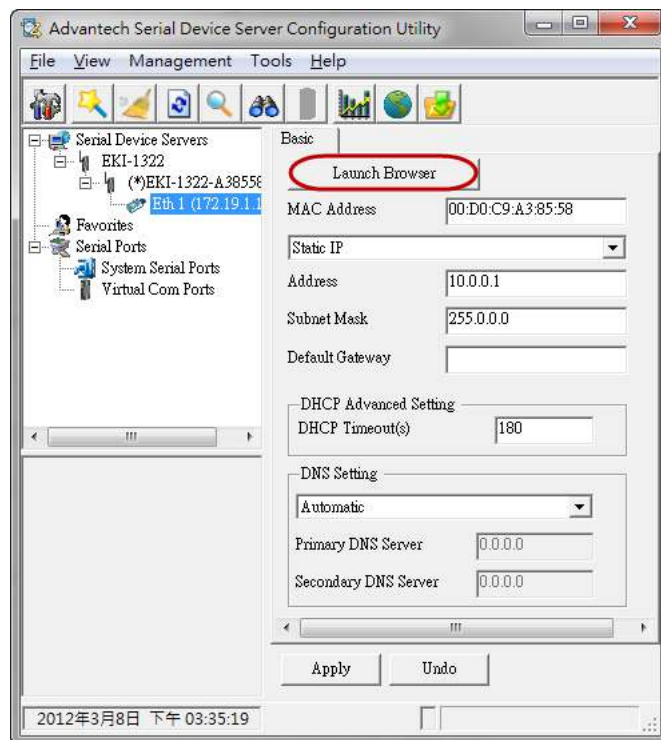 Advantech Serial Device Server Configuration Utility
File View Management Tools Help
Serial Device Servers
EKI-1322
(*)EKI-1322-A38558
Eth 1 (172.19.1.1
Favorites
Serial Ports
System Serial Ports
Virtual Com Ports
Basic
Launch Browser
MAC Address 00:D0:C9:A3:85:58
Static IP
Address 10.0.0.1
Subnet Mask 255.0.0.0
Default Gateway
DHCP Advanced Setting
DHCP Timeout(s) 180
DNS Setting
Automatic
Primary DNS Server 0.0.0.0
Secondary DNS Server 0.0.0.0
Apply Undo
2012年3月8日 下午 03:35:19